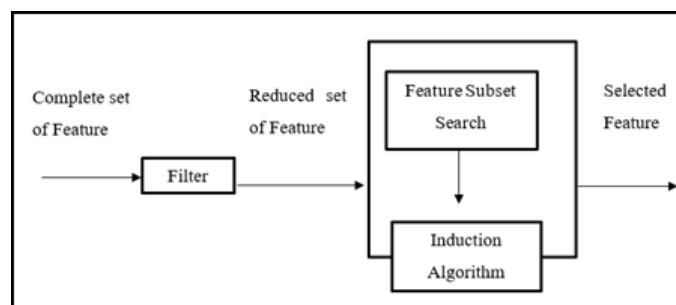 Complete set
of Feature
Filter
Reduced set
of Feature
Feature Subset
Search
Induction
Algorithm
Selected
Feature